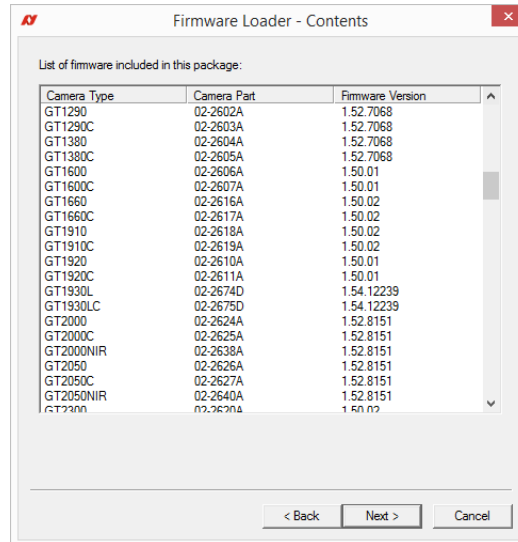 Firmware Loader - Contents
List of firmware included in this package:
Camera Type Camera Part Firmware Version
GT1290 02-2602A 1.52.7068
GT1290C 02-2603A 1.52.7068
GT1380 02-2604A 1.52.7068
GT1380C 02-2605A 1.52.7068
GT1600 02-2606A 1.50.01
GT1600C 02-2607A 1.50.01
GT1660 02-2616A 1.50.02
GT1660C 02-2617A 1.50.02
GT1910 02-2618A 1.50.02
GT1910C 02-2619A 1.50.02
GT1920 02-2610A 1.50.01
GT1920C 02-2611A 1.50.01
GT1930L 02-2674D 1.54.12239
GT1930LC 02-2675D 1.54.12239
GT2000 02-2624A 1.52.8151
GT2000C 02-2625A 1.52.8151
GT2000NIR 02-2638A 1.52.8151
GT2050 02-2626A 1.52.8151
GT2050C 02-2627A 1.52.8151
GT2050NIR 02-2640A 1.52.8151
GT2300 02-2620A 1.50.02
< Back Next > Cancel